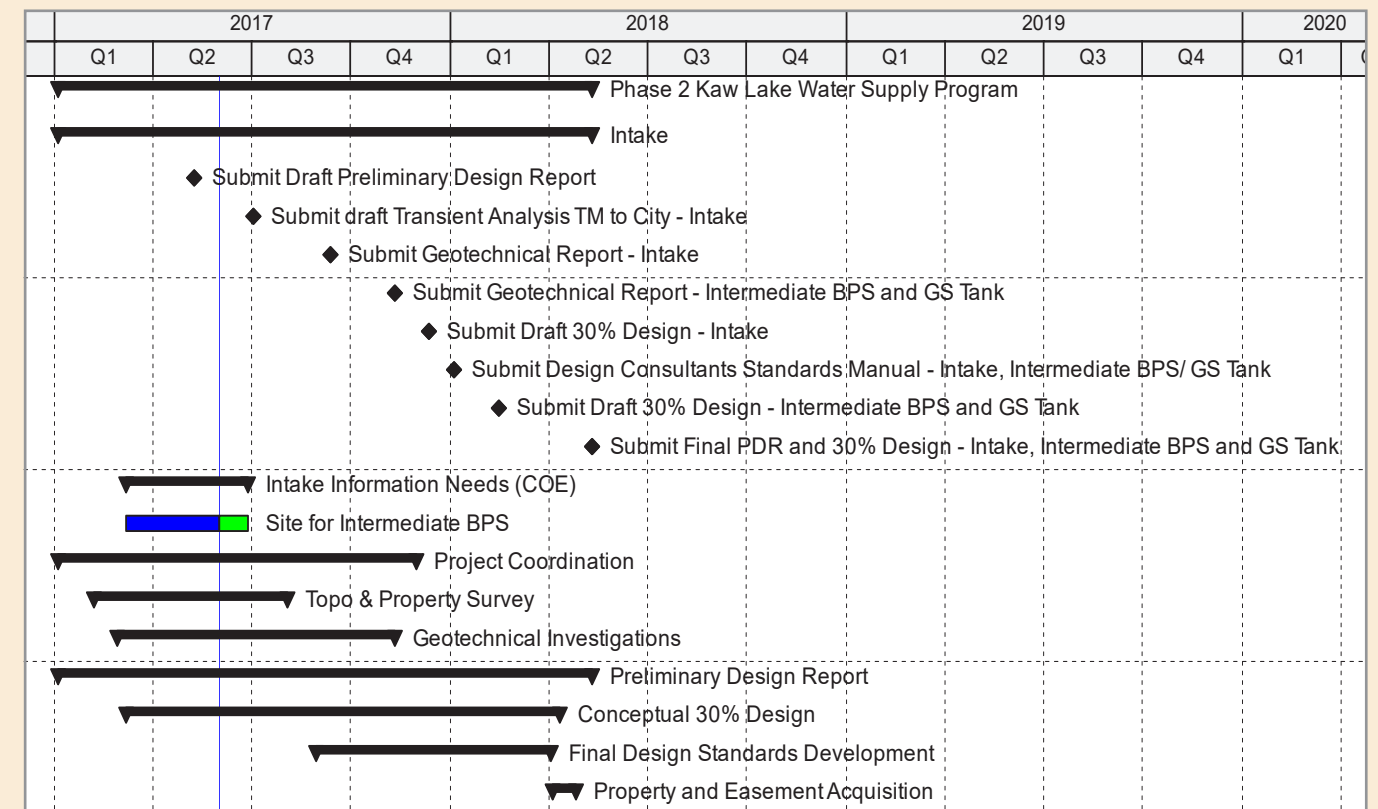 2017 2018 2019 2020
Q1 Q2 Q3 Q4 Q1 Q2 Q3 Q4 Q1 Q2 Q3 Q4 Q1
Phase 2 Kaw Lake Water Supply Program
Intake
Submit Draft Preliminary Design Report
Submit draft Transient Analysis TM to City - Intake
Submit Geotechnical Report - Intake
Submit Geotechnical Report - Intermediate BPS and GS Tank
Submit Draft 30% Design - Intake
Submit Design Consultants Standards Manual - Intake, Intermediate BPS/ GS Tank
Submit Draft 30% Design - Intermediate BPS and GS Tank
Submit Final PDR and 30% Design - Intake, Intermediate BPS and GS Tank
Intake Information Needs (COE)
Site for Intermediate BPS
Project Coordination
Topo & Property Survey
Geotechnical Investigations
Preliminary Design Report
Conceptual 30% Design
Final Design Standards Development
Property and Easement Acquisition